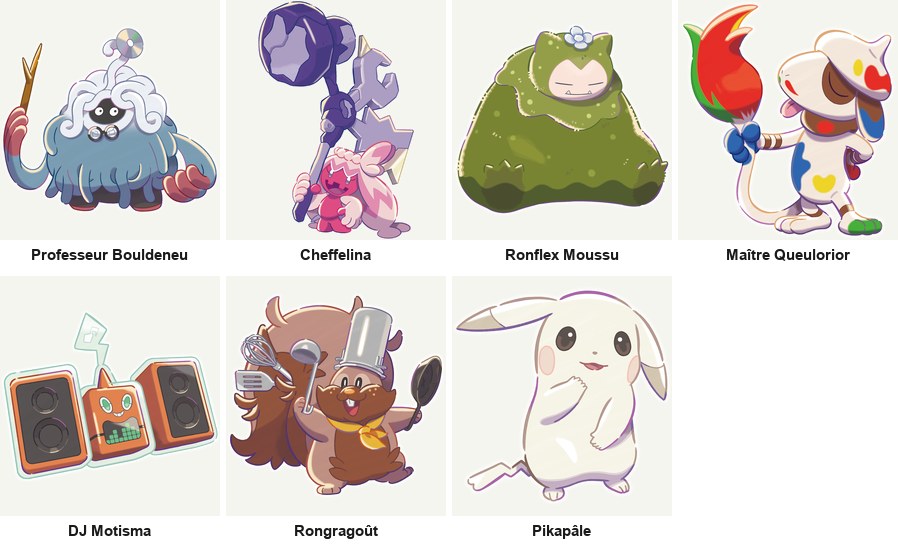 Professeur Bouldeneu
Cheffelina
Ronflex Moussu
Maître Queulorior
DJ Motisma
Rongragoût
Pikapâle